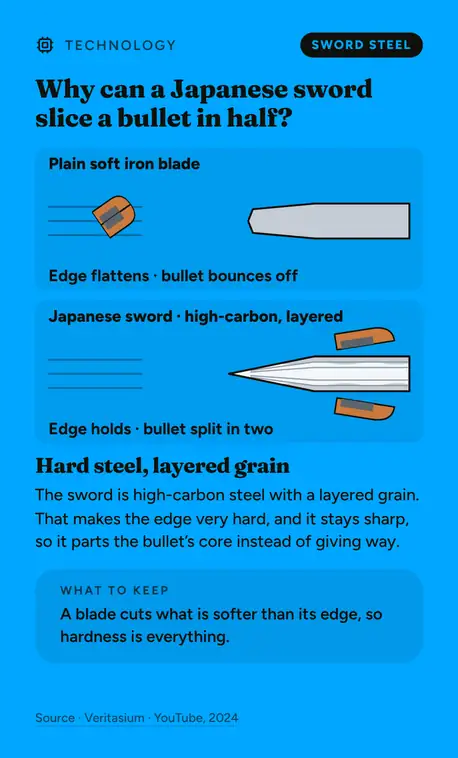 TECHNOLOGY
SWORD STEEL
Why can a Japanese sword
slice a bullet in half?
Plain soft iron blade
Edge flattens · bullet bounces off
Japanese sword · high-carbon, layered
Edge holds · bullet split in two
Hard steel, layered grain
The sword is high-carbon steel with a layered grain.
That makes the edge very hard, and it stays sharp,
so it parts the bullet’s core instead of giving way.
WHAT TO KEEP
A blade cuts what is softer than its edge, so
hardness is everything.
Source · Veritasium · YouTube, 2024